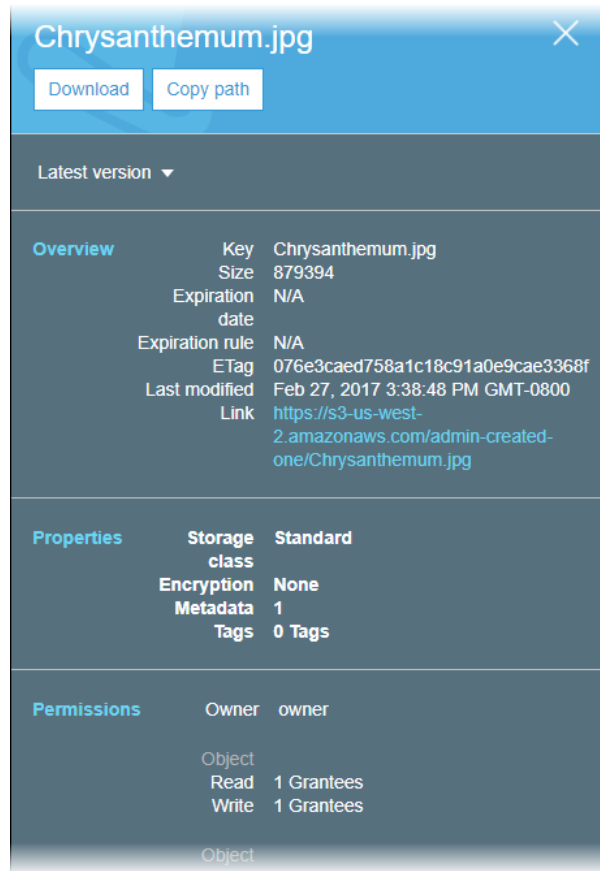 Chrysanthemum.jpg
Download Copy path
Latest version
Overview Key Chrysanthemum.jpg
Size 879394
Expiration N/A
date
Expiration rule N/A
ETag 076e3caed758a1c18c91a0e9cae3368f
Last modified Feb 27, 2017 3:38:48 PM GMT-0800
Link https://s3-us-west-
2.amazonaws.com/admin-created-
one/Chrysanthemum.jpg
Properties Storage Standard
class
Encryption None
Metadata 1
Tags 0 Tags
Permissions Owner owner
Object
Read 1 Grantees
Write 1 Grantees
Object